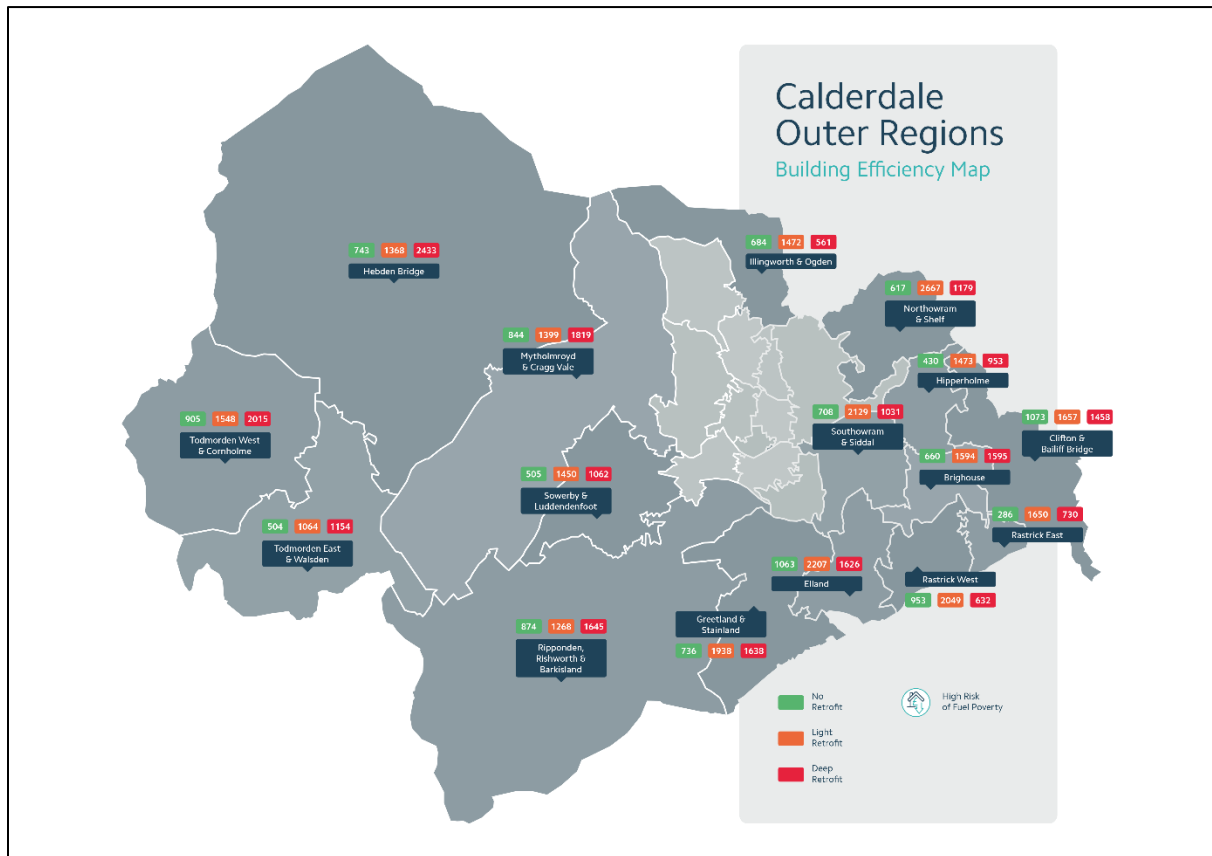 Calderdale
Outer Regions
Building Efficiency Map
684 1472 561
Illingworth & Ogden
743 1368 2433
Hebden Bridge
617 2667 1179
Northowram
& Shelf
844 1399 1819
Mytholmroyd
& Cragg Vale
430 1473 953
Hipperholme
905 1548 2015
Todmorden West
& Cornholme
708 2129 1031
Southowram
& Siddal
1073 1657 1458
Clifton &
Bailiff Bridge
660 1594 1595
Brighouse
505 1450 1062
Sowerby &
Luddendenfoot
286 1650 730
Rastrick East
504 1064 1154
Todmorden East
& Walsden
1063 2207 1626
Elland
Rastrick West
953 2049 632
Greetland &
Stainland
736 1938 1638
874 1268 1645
Ripponden,
Rishworth &
Barkisland
No
Retrofit
High Risk
of Fuel Poverty
Light
Retrofit
Deep
Retrofit